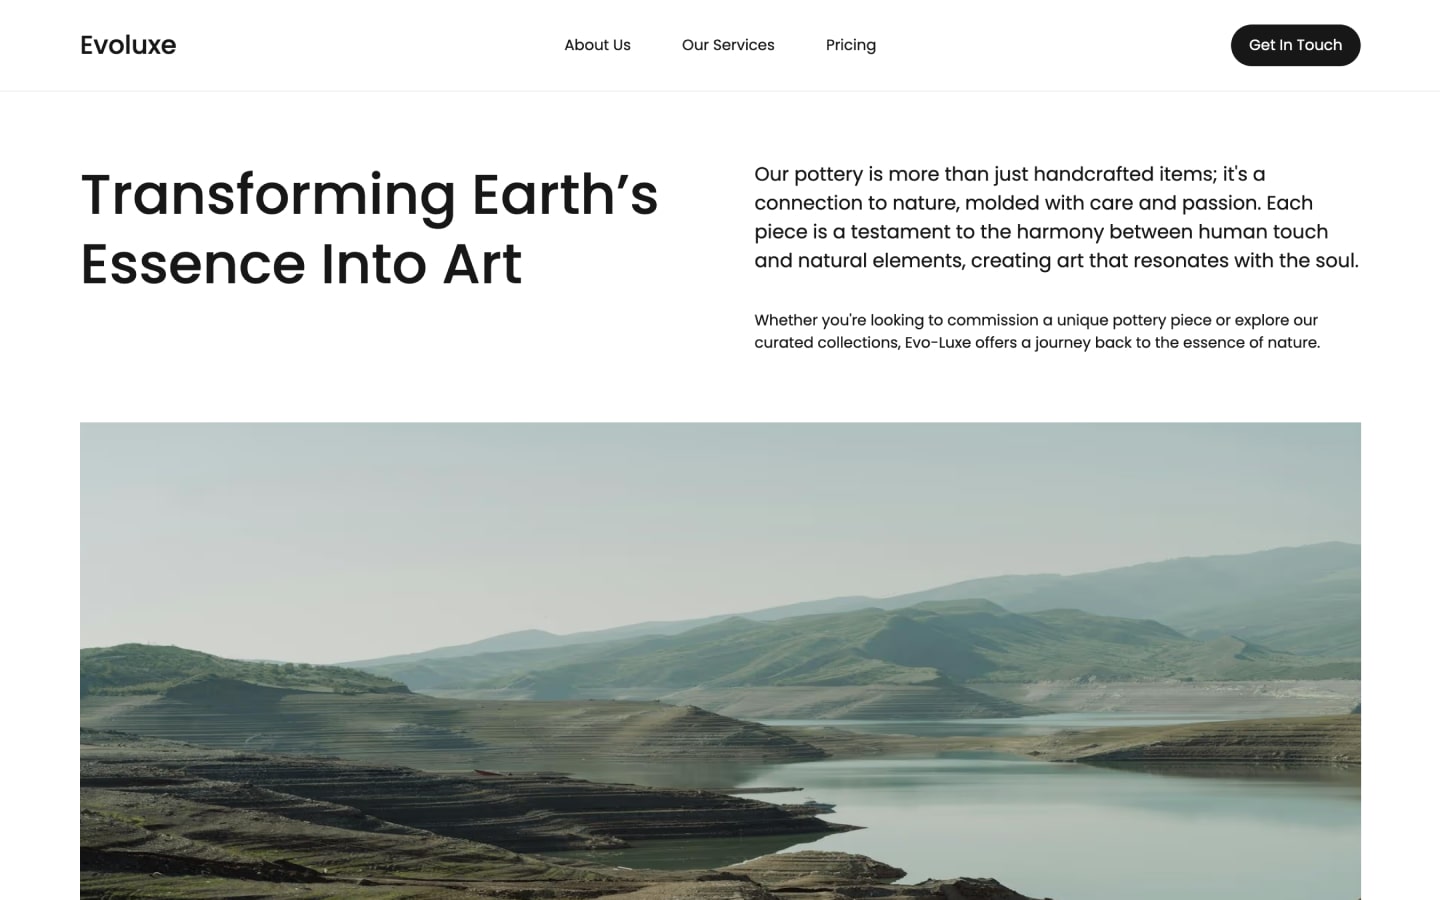 Evoluxe
About Us
Our Services
Pricing
Get In Touch
Transforming Earth’s
Essence Into Art
Our pottery is more than just handcrafted items; it's a
connection to nature, molded with care and passion. Each
piece is a testament to the harmony between human touch
and natural elements, creating art that resonates with the soul.
Whether you're looking to commission a unique pottery piece or explore our
curated collections, Evo-Luxe offers a journey back to the essence of nature.